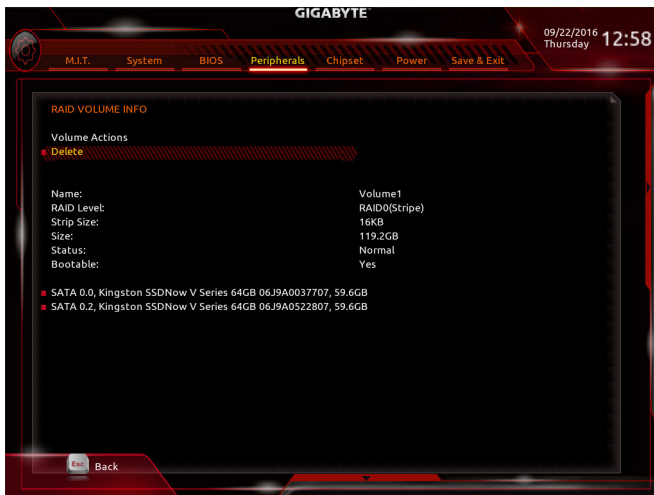 GIGABYTE
09/22/2016 12:58
Thursday
M.I.T. System BIOS Peripherals Chipset Power Save & Exit
RAID VOLUME INFO
Volume Actions
Delete
Name: Volume1
RAID Level: RAID0(Stripe)
Strip Size: 16KB
Size: 119.2GB
Status: Normal
Bootable: Yes
SATA 0.0, Kingston SSDNow V Series 64GB 06J9A0037707, 59.6GB
SATA 0.2, Kingston SSDNow V Series 64GB 06J9A0522807, 59.6GB
Esc Back